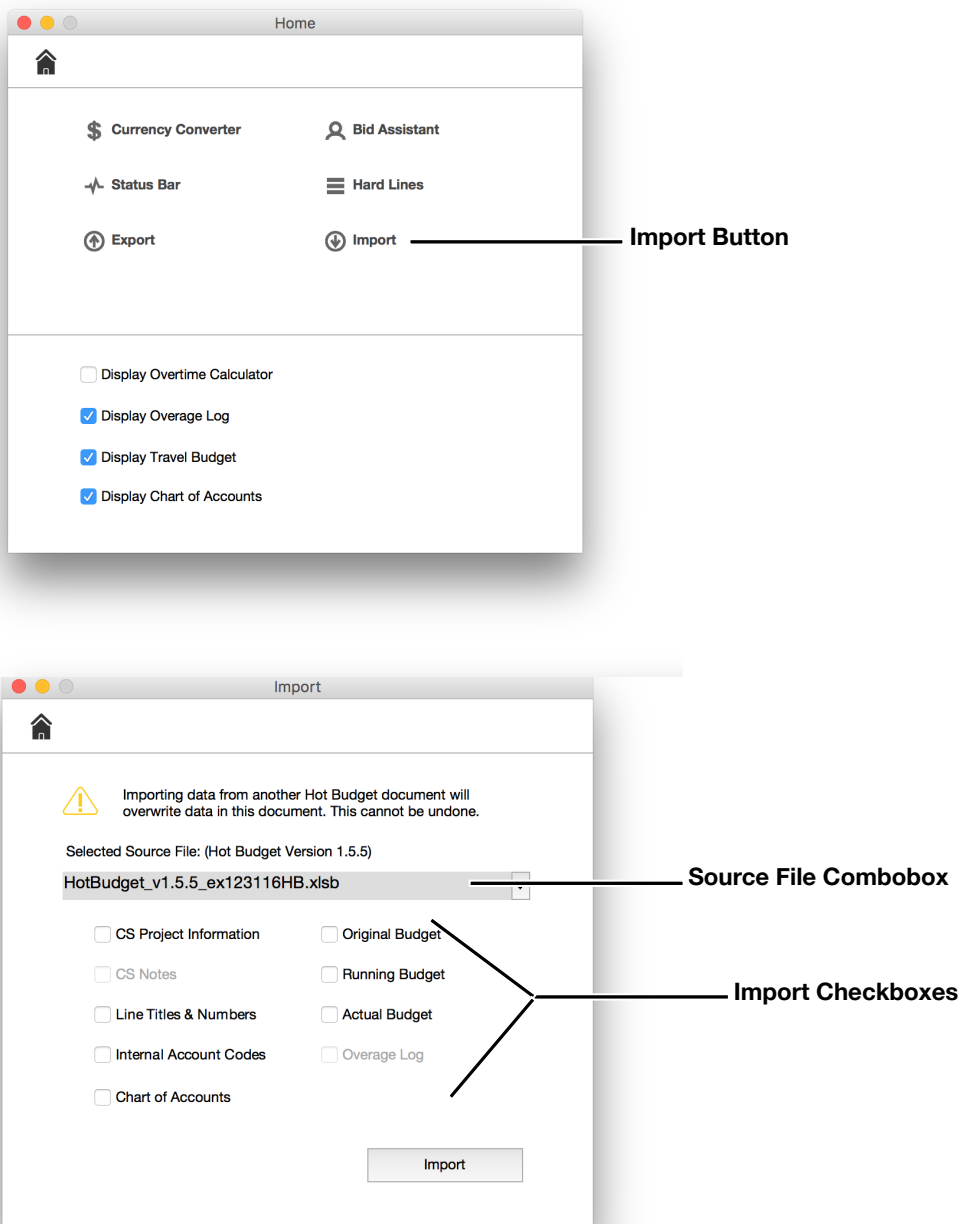 Home
Currency Converter
Bid Assistant
Status Bar
Hard Lines
Export
Import
Import Button
Display Overtime Calculator
Display Overage Log
Display Travel Budget
Display Chart of Accounts
Import
Importing data from another Hot Budget document will
overwrite data in this document. This cannot be undone.
Selected Source File: (Hot Budget Version 1.5.5)
HotBudget_v1.5.5_ex123116HB.xlsb
Source File Combobox
CS Project Information
Original Budget
CS Notes
Running Budget
Import Checkboxes
Line Titles & Numbers
Actual Budget
Internal Account Codes
Overage Log
Chart of Accounts
Import